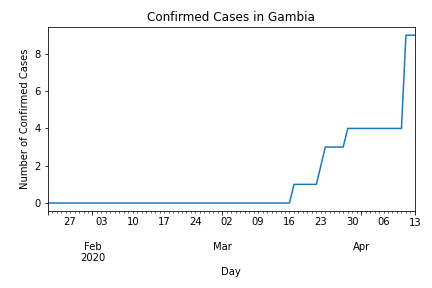 Confirmed Cases in Gambia
Number of Confirmed Cases
8
6
4
2
0
27 03 10 17 24 02 09 16 23 30 06 13
Feb Mar Apr
2020
Day